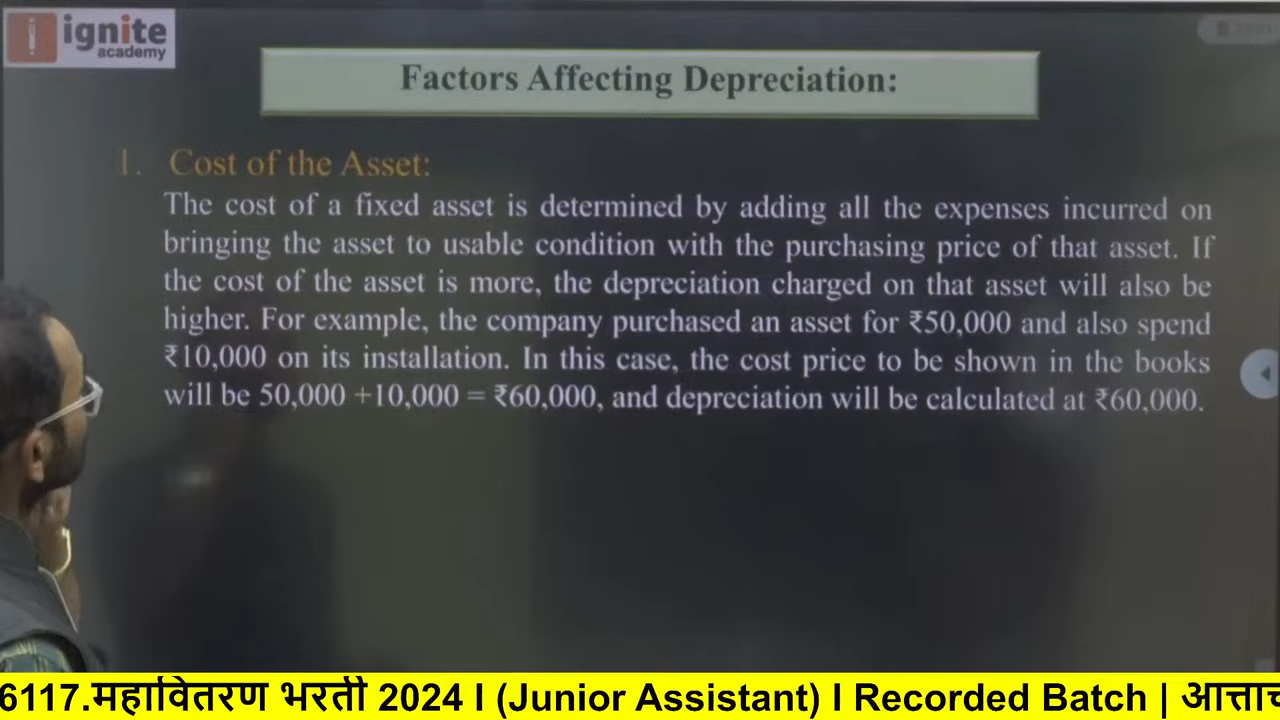 ignite
academy
Factors Affecting Depreciation:
1. Cost of the Asset:
The cost of a fixed asset is determined by adding all the expenses incurred on
bringing the asset to usable condition with the purchasing price of that asset. If
the cost of the asset is more, the depreciation charged on that asset will also be
higher. For example, the company purchased an asset for ₹50,000 and also spend
₹10,000 on its installation. In this case, the cost price to be shown in the books
will be 50,000 +10,000 = ₹60,000, and depreciation will be calculated at ₹60,000.
6117.महावितरण भरती 2024 I (Junior Assistant) I Recorded Batch |